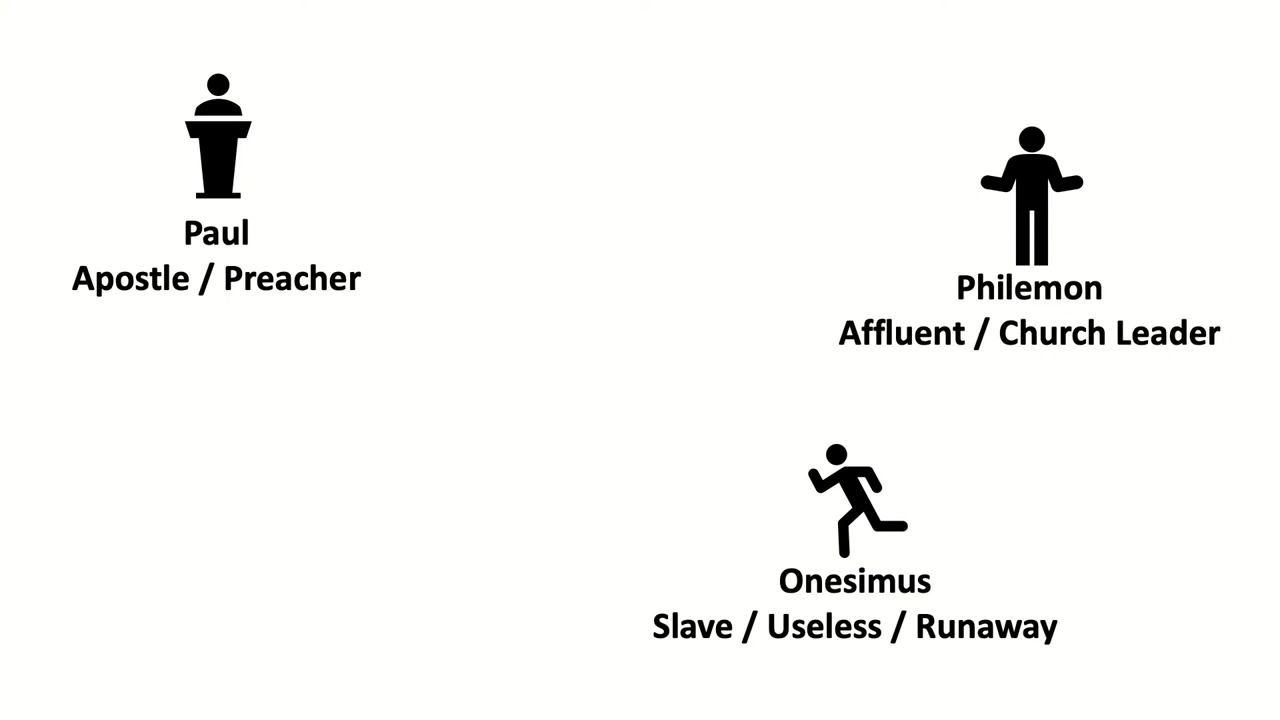 Paul
Apostle / Preacher
Philemon
Affluent / Church Leader
Onesimus
Slave / Useless / Runaway